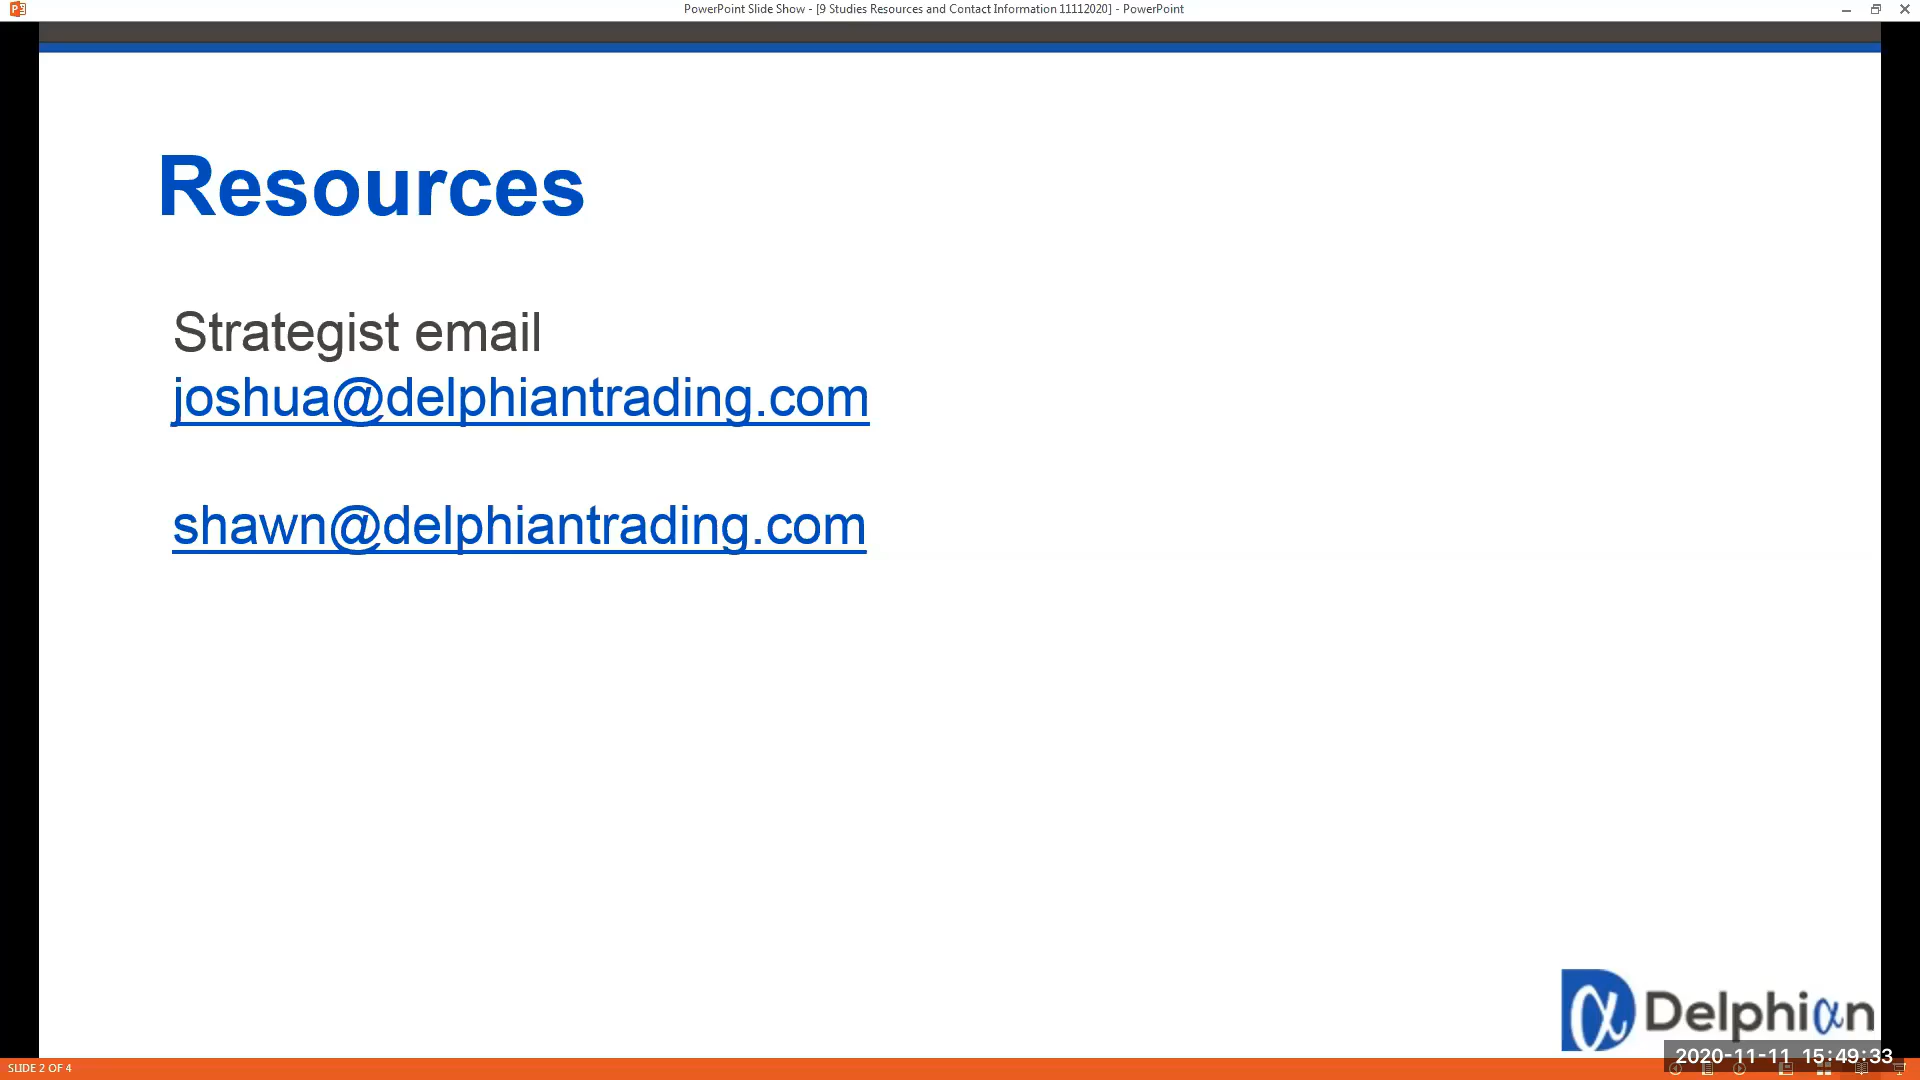 PowerPoint Slide Show - [9 Studies Resources and Contact Information 11112020] - PowerPoint
Resources
Strategist email
joshua@delphiantrading.com
shawn@delphiantrading.com
Delphiαn
2020-11-11 15:49:33
SLIDE 2 OF 4